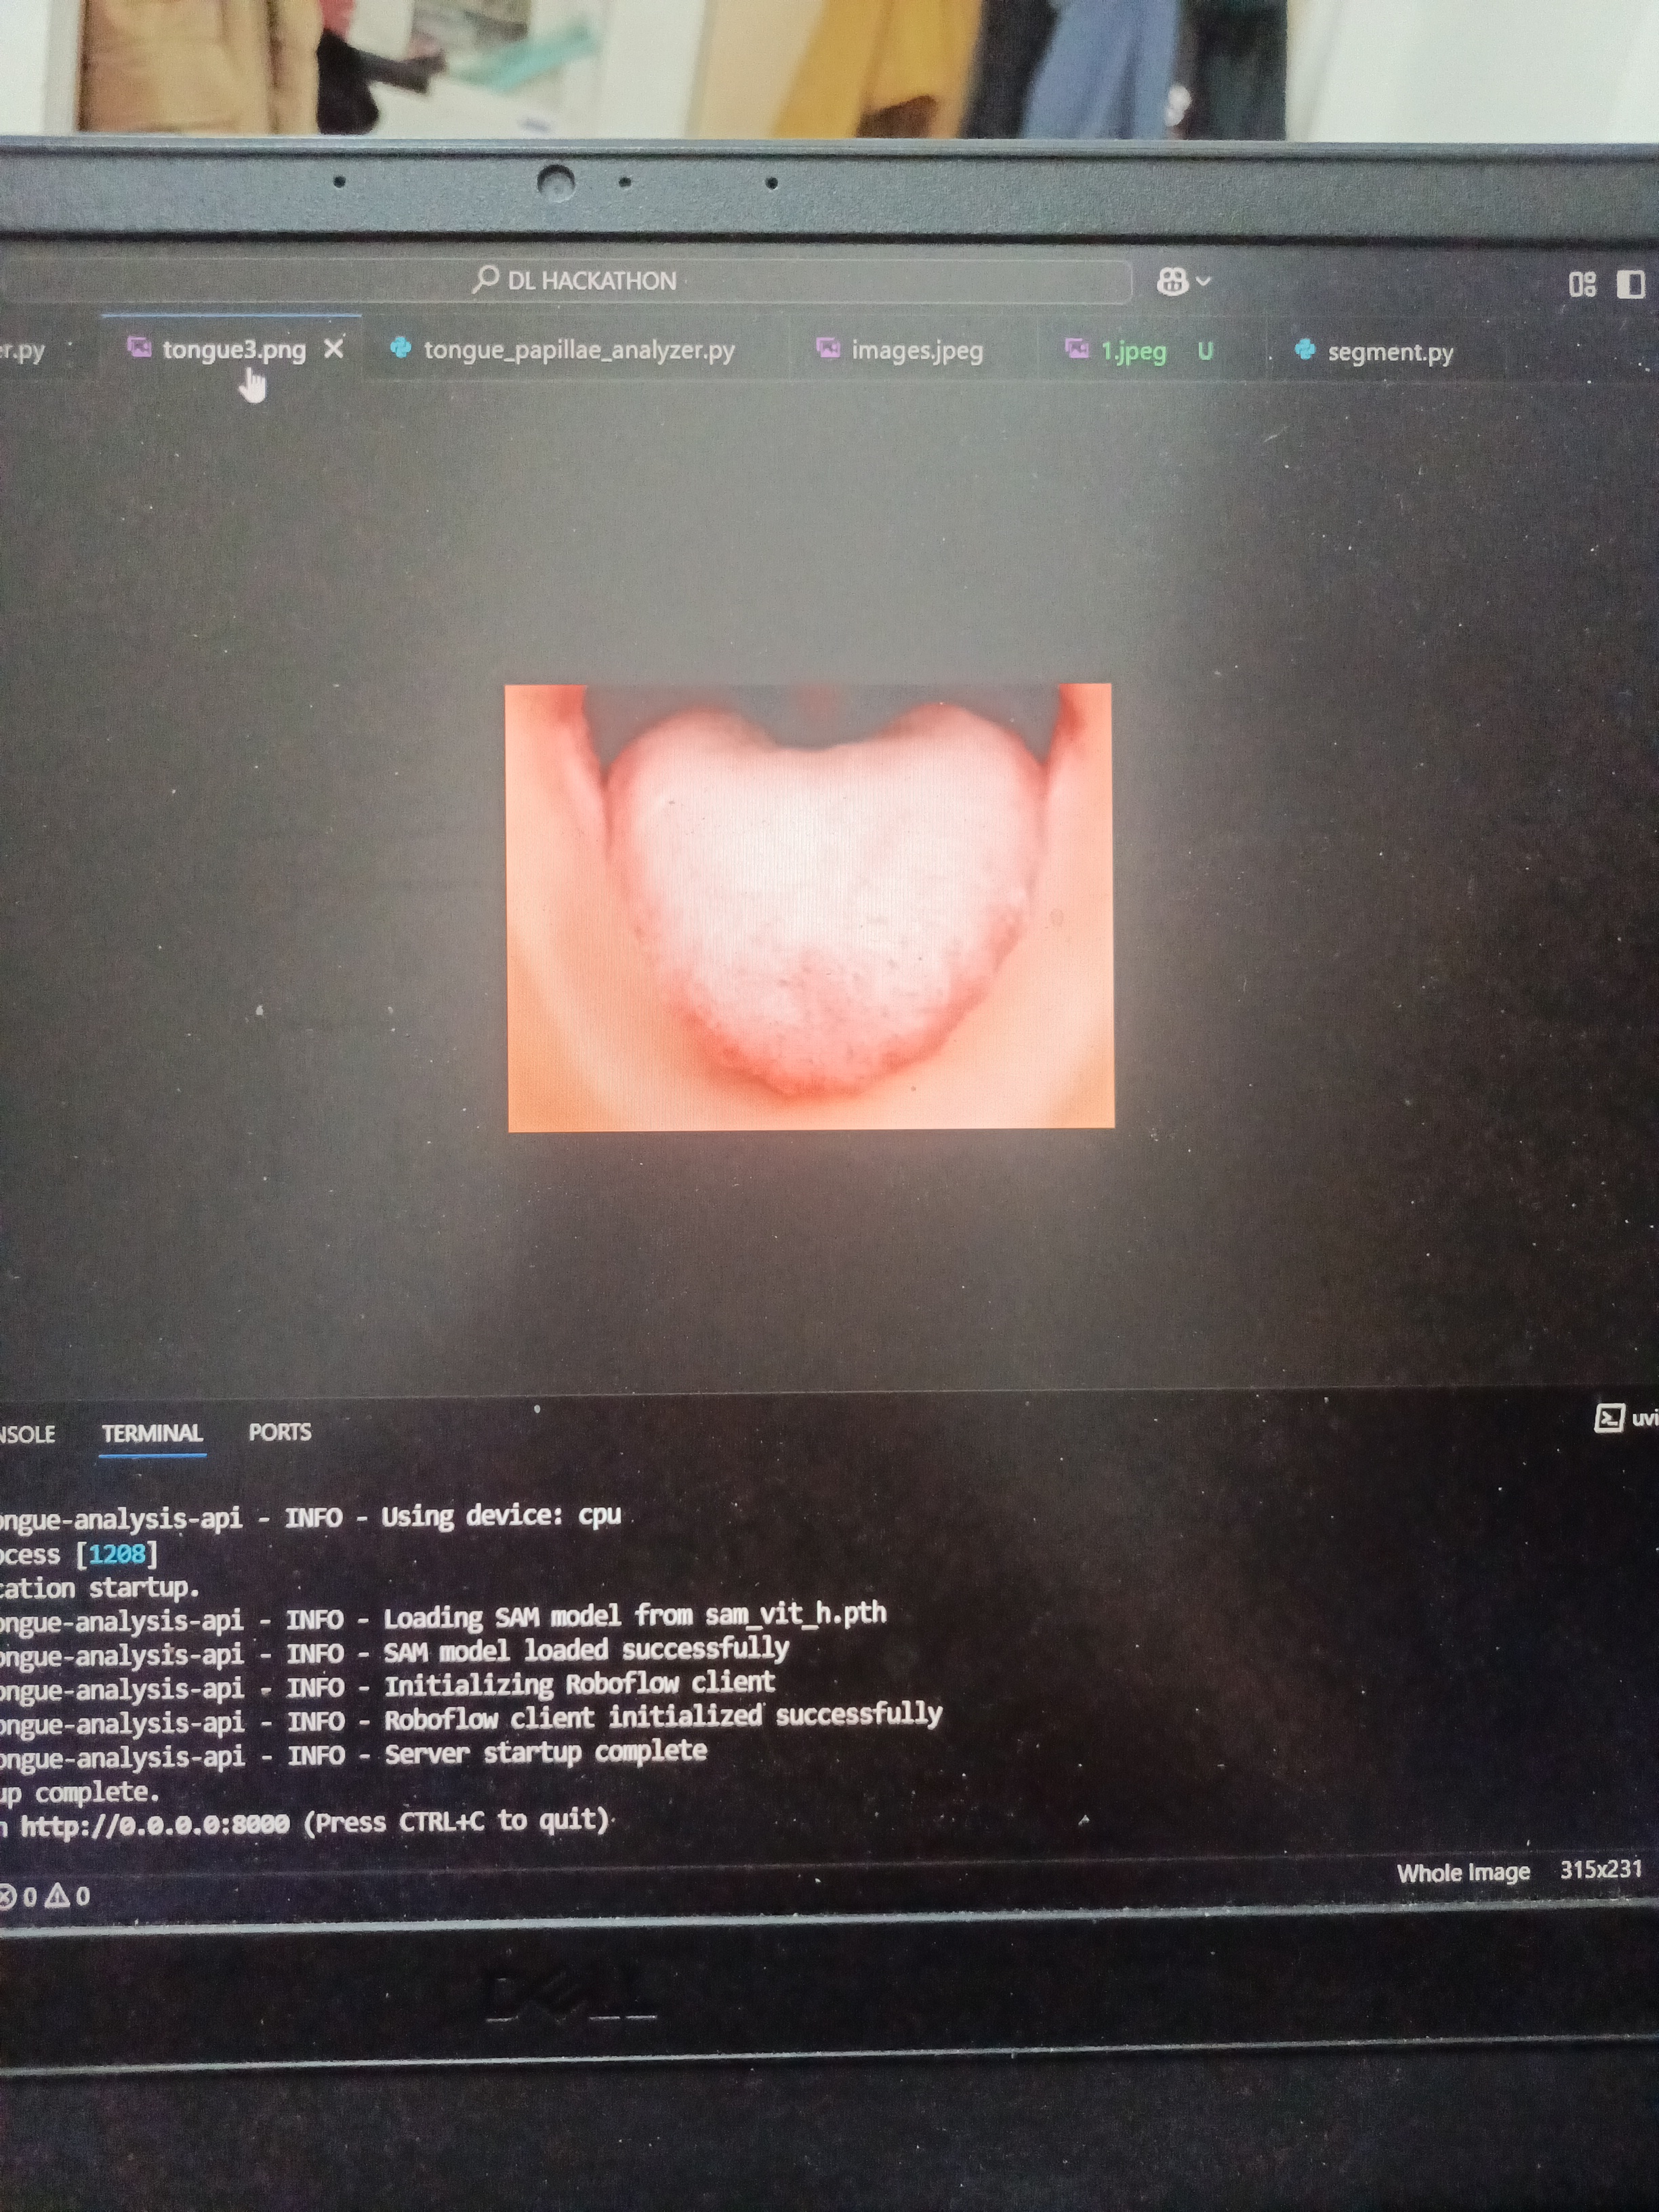 DL HACKATHON
er.py
tongue3.png
tongue_papillae_analyzer.py
images.jpeg
1.jpeg U
segment.py
NSOLE TERMINAL PORTS
uvi
ongue-analysis-api - INFO - Using device: cpu
ocess [1208]
cation startup.
ongue-analysis-api - INFO - Loading SAM model from sam_vit_h.pth
ongue-analysis-api - INFO - SAM model loaded successfully
ongue-analysis-api - INFO - Initializing Roboflow client
ongue-analysis-api - INFO - Roboflow client initialized successfully
ongue-analysis-api - INFO - Server startup complete
up complete.
n http://0.0.0.0:8000 (Press CTRL+C to quit)
0 0
Whole Image 315x231
DELL